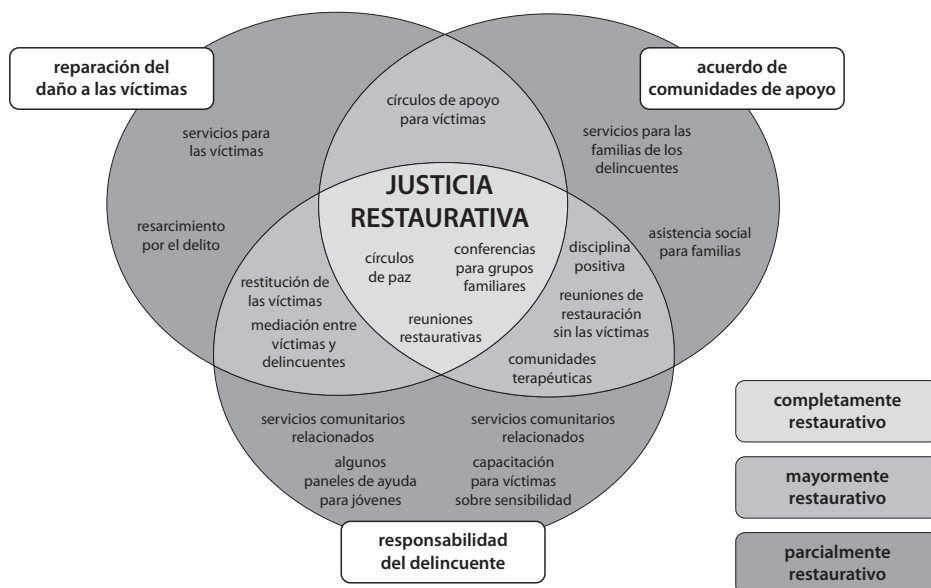 reparación del
daño a las víctimas
acuerdo de
comunidades de apoyo
círculos de apoyo
para víctimas
servicios para
las víctimas
servicios para las
familias de los
delincuentes
JUSTICIA
RESTAURATIVA
resarcimiento
por el delito
asistencia social
para familias
círculos
de paz
conferencias
para grupos
familiares
disciplina
positiva
restitución de
las víctimas
reuniones de
restauración
sin las víctimas
mediación entre
víctimas y
delincuentes
reuniones
restaurativas
comunidades
terapéuticas
servicios comunitarios
relacionados
servicios comunitarios
relacionados
algunos
paneles de ayuda
para jóvenes
capacitación
para víctimas
sobre sensibilidad
responsabilidad
del delincuente
completamente
restaurativo
mayormente
restaurativo
parcialmente
restaurativo